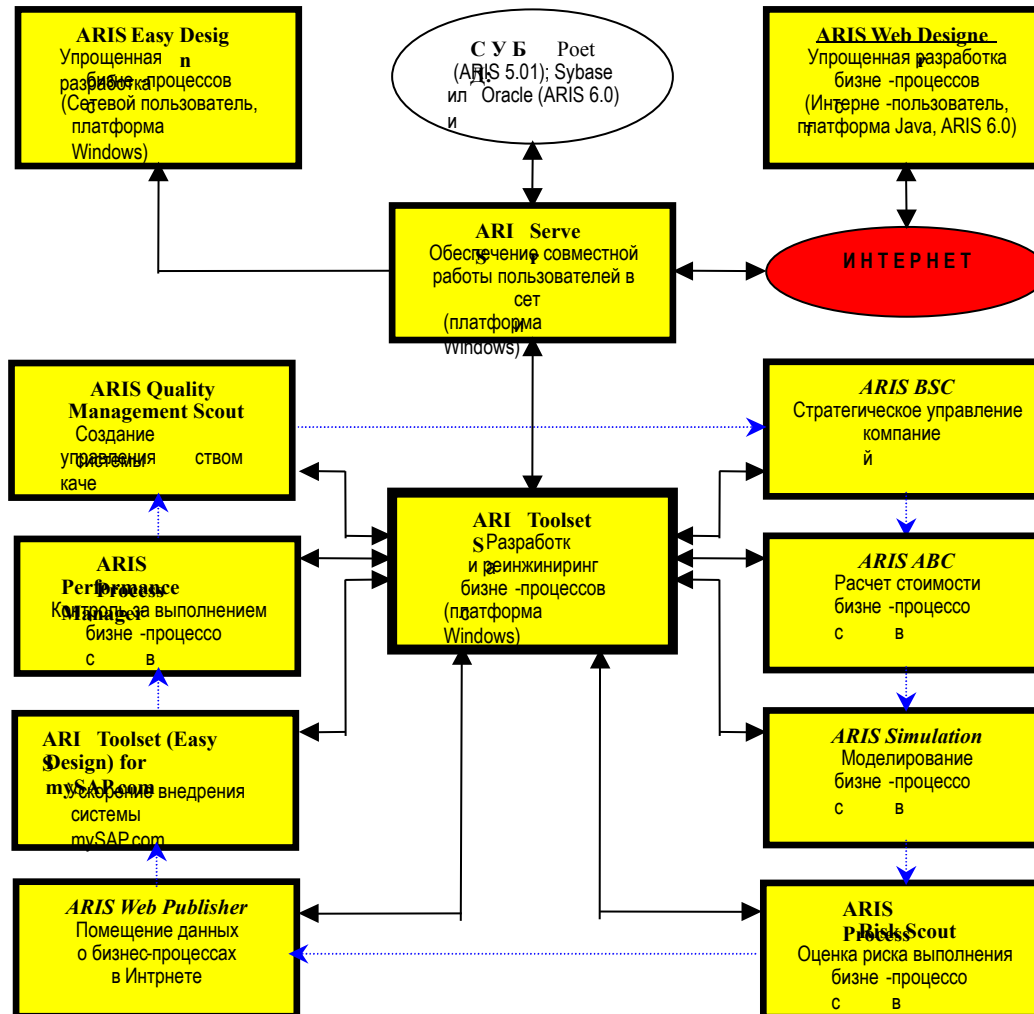 ARIS Easy Design
Упрощенная
разработка
бизнес-процессов
(Сетевой пользователь,
платформа
Windows)
СУБД: Poet
(ARIS 5.01); Sybase
или Oracle (ARIS 6.0)
ARIS Web Designer
Упрощенная разработка
бизнес-процессов
(Интернет-пользователь,
платформа Java, ARIS 6.0)
ARIS Server
Обеспечение совместной
работы пользователей в
сети
(платформа
Windows)
ИНТЕРНЕТ
ARIS Quality
Management Scout
Создание
системы
управления качеством
ARIS BSC
Стратегическое управление
компанией
ARIS Toolset
Разработка
и реинжиниринг
бизнес-процессов
(платформа
Windows)
ARIS Process
Performance
Manager
Контроль за выполнением
бизнес-процессов
ARIS ABC
Расчет стоимости
бизнес-процессов
ARIS Toolset (Easy
Design) for
mySAP.com
Ускорение внедрения
системы
mySAP.com
ARIS Simulation
Моделирование
бизнес-процессов
ARIS Web Publisher
Помещение данных
о бизнес-процессах
в Интрнете
ARIS Process
Risk Scout
Оценка риска выполнения
бизнес-процессов